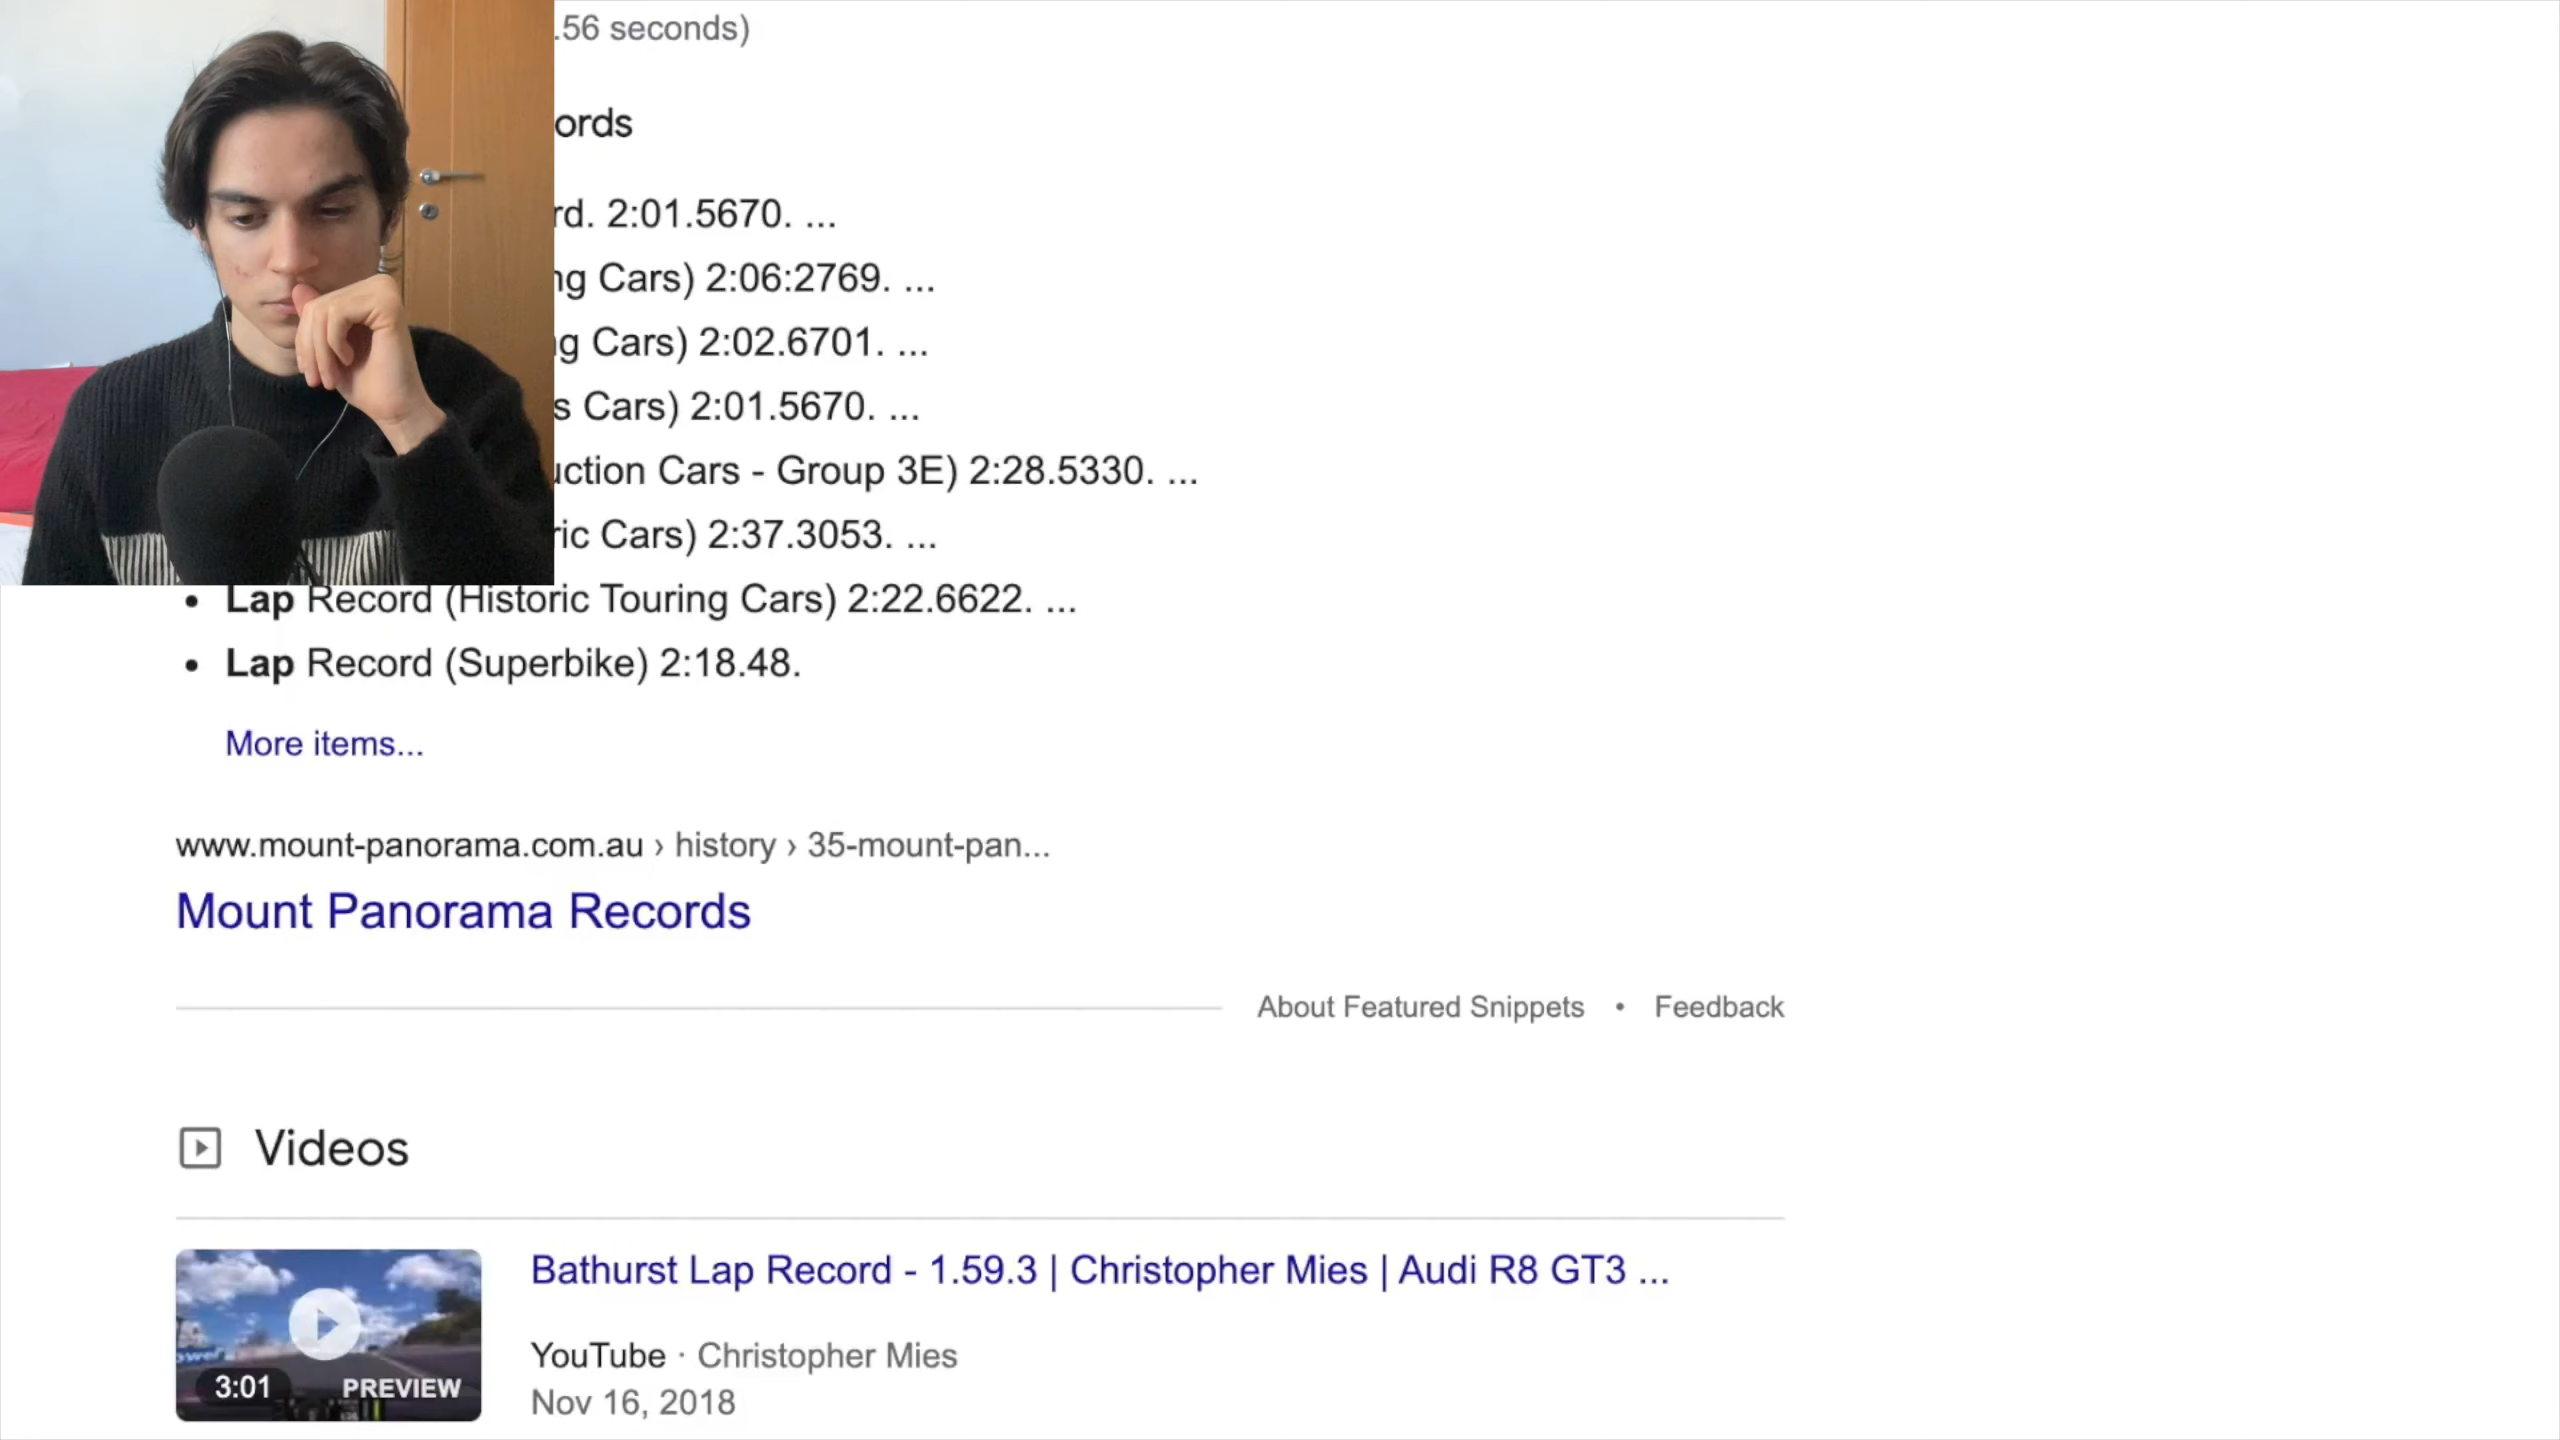 .56 seconds)
ords
rd. 2:01.5670. ...
ng Cars) 2:06:2769. ...
g Cars) 2:02.6701. ...
s Cars) 2:01.5670. ...
uction Cars - Group 3E) 2:28.5330. ...
ric Cars) 2:37.3053. ...
• Lap Record (Historic Touring Cars) 2:22.6622. ...
• Lap Record (Superbike) 2:18.48.
More items...
www.mount-panorama.com.au › history › 35-mount-pan...
Mount Panorama Records
About Featured Snippets • Feedback
Videos
Bathurst Lap Record - 1.59.3 | Christopher Mies | Audi R8 GT3 ...
YouTube · Christopher Mies
3:01 PREVIEW
Nov 16, 2018